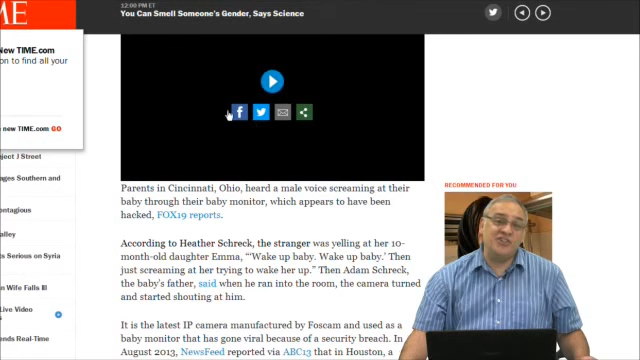 ME
12:00 PM ET
You Can Smell Someone's Gender, Says Science
New TIME.com
on to find all your
e new TIME.com GO
ject J Street
ages Southern and
ontagious
alley
ts Serious on Syria
n Wife Falls Ill
Live Video
ends Real-Time
f
Parents in Cincinnati, Ohio, heard a male voice screaming at their
baby through their baby monitor, which appears to have been
hacked, FOX19 reports.
According to Heather Schreck, the stranger was yelling at her 10-
month-old daughter Emma, "'Wake up baby. Wake up baby.' Then
just screaming at her trying to wake her up." Then Adam Schreck,
the baby's father, said when he ran into the room, the camera turned
and started shouting at him.
It is the latest IP camera manufactured by Foscam and used as a
baby monitor that has gone viral because of a security breach. In
August 2013, NewsFeed reported via ABC13 that in Houston, a
RECOMMENDED FOR YOU